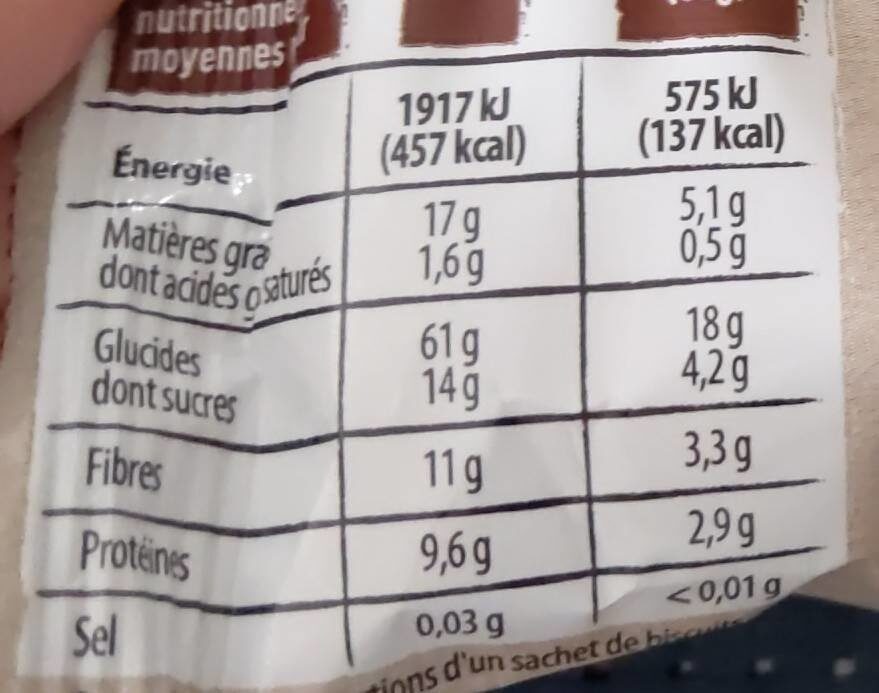 moyennes
Énergie 1917 kJ (457 kcal) 575 kJ (137 kcal)
Matières 17 g 5,1 g
dont acides saturés 1,6 g 0,5 g
Glucides 61 g 18 g
dont sucres 14 g 4,2 g
Fibres 11 g 3,3 g
Protéines 9,6 g 2,9 g
Sel 0,03 g <0,01 g
d'un sachet de